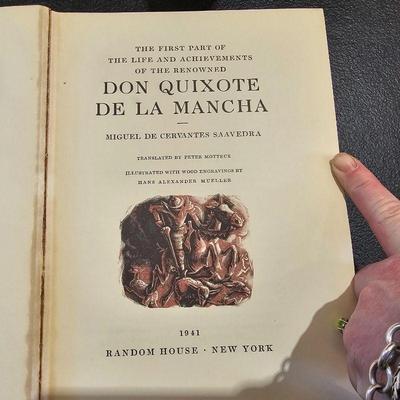 THE FIRST PART OF
THE LIFE AND ACHIEVEMENTS
OF THE RENOWNED
DON QUIXOTE
DE LA MANCHA
MIGUEL DE CERVANTES SAAVEDRA
TRANSLATED BY PETER MOTTEUX
ILLUSTRATED WITH WOOD ENGRAVINGS BY
HANS ALEXANDER MUELLER
1941
RANDOM HOUSE · NEW YORK